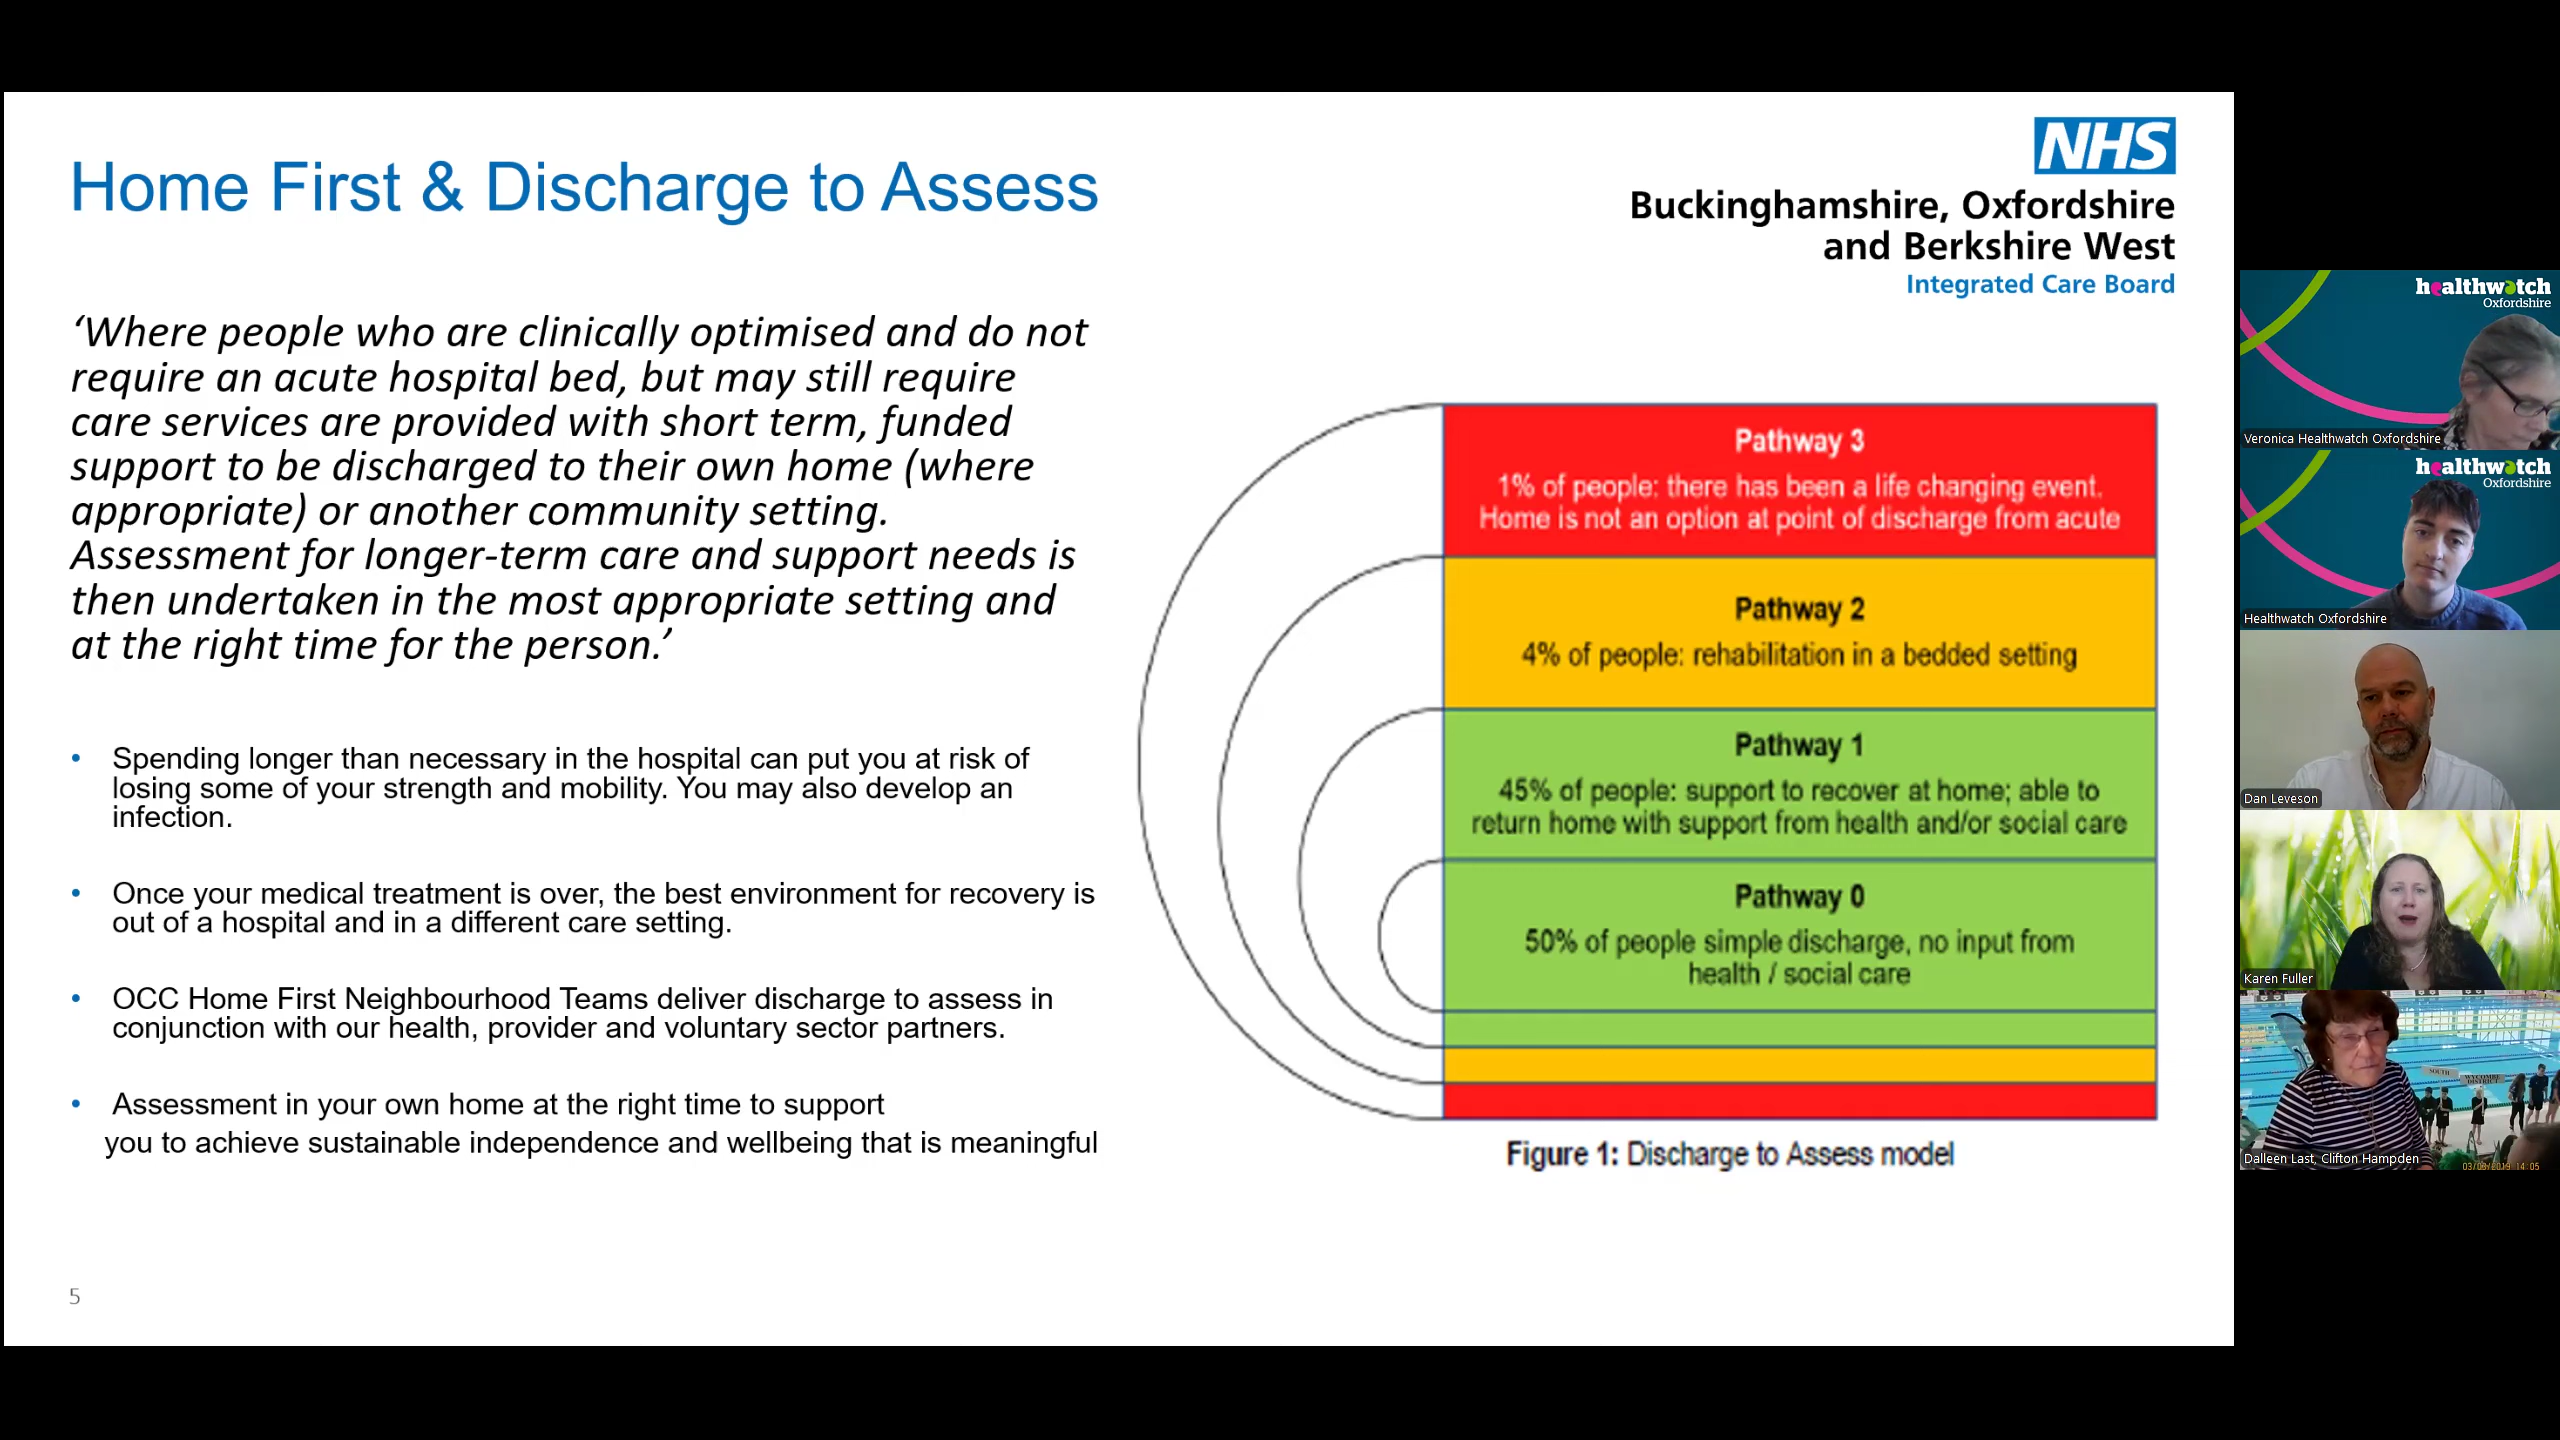 Home First & Discharge to Assess
NHS
Buckinghamshire, Oxfordshire
and Berkshire West
Integrated Care Board
‘Where people who are clinically optimised and do not
require an acute hospital bed, but may still require
care services are provided with short term, funded
support to be discharged to their own home (where
appropriate) or another community setting.
Assessment for longer-term care and support needs is
then undertaken in the most appropriate setting and
at the right time for the person.’
• Spending longer than necessary in the hospital can put you at risk of
losing some of your strength and mobility. You may also develop an
infection.
• Once your medical treatment is over, the best environment for recovery is
out of a hospital and in a different care setting.
• OCC Home First Neighbourhood Teams deliver discharge to assess in
conjunction with our health, provider and voluntary sector partners.
• Assessment in your own home at the right time to support
you to achieve sustainable independence and wellbeing that is meaningful
Pathway 3
1% of people: there has been a life changing event.
Home is not an option at point of discharge from acute
Pathway 2
4% of people: rehabilitation in a bedded setting
Pathway 1
45% of people: support to recover at home; able to
return home with support from health and/or social care
Pathway 0
50% of people simple discharge, no input from
health / social care
Figure 1: Discharge to Assess model
5
healthwatch
Oxfordshire
Veronica Healthwatch Oxfordshire
healthwatch
Oxfordshire
Healthwatch Oxfordshire
Dan Leveson
Karen Fuller
SOUTH
WYCOMBE
DISTRICT
Dalleen Last, Clifton Hampden
14:05